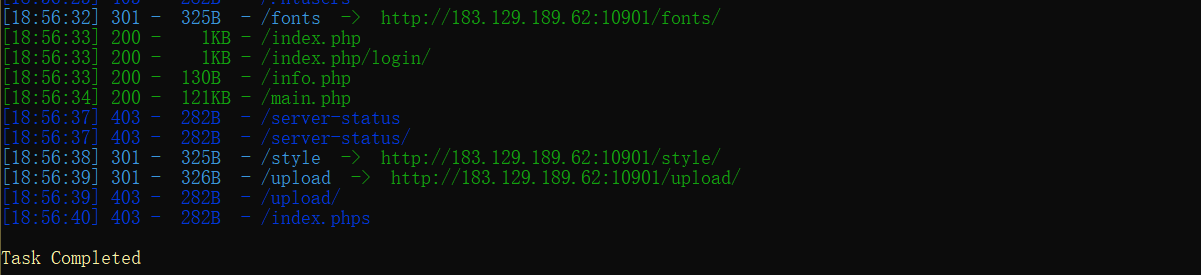 [18:56:32] 301 - 325B - /fonts -> http://183.129.189.62:10901/fonts/
[18:56:33] 200 - 1KB - /index.php
[18:56:33] 200 - 1KB - /index.php/login/
[18:56:33] 200 - 130B - /info.php
[18:56:34] 200 - 121KB - /main.php
[18:56:37] 403 - 282B - /server-status
[18:56:37] 403 - 282B - /server-status/
[18:56:38] 301 - 325B - /style -> http://183.129.189.62:10901/style/
[18:56:39] 301 - 326B - /upload -> http://183.129.189.62:10901/upload/
[18:56:39] 403 - 282B - /upload/
[18:56:40] 403 - 282B - /index.phps
Task Completed